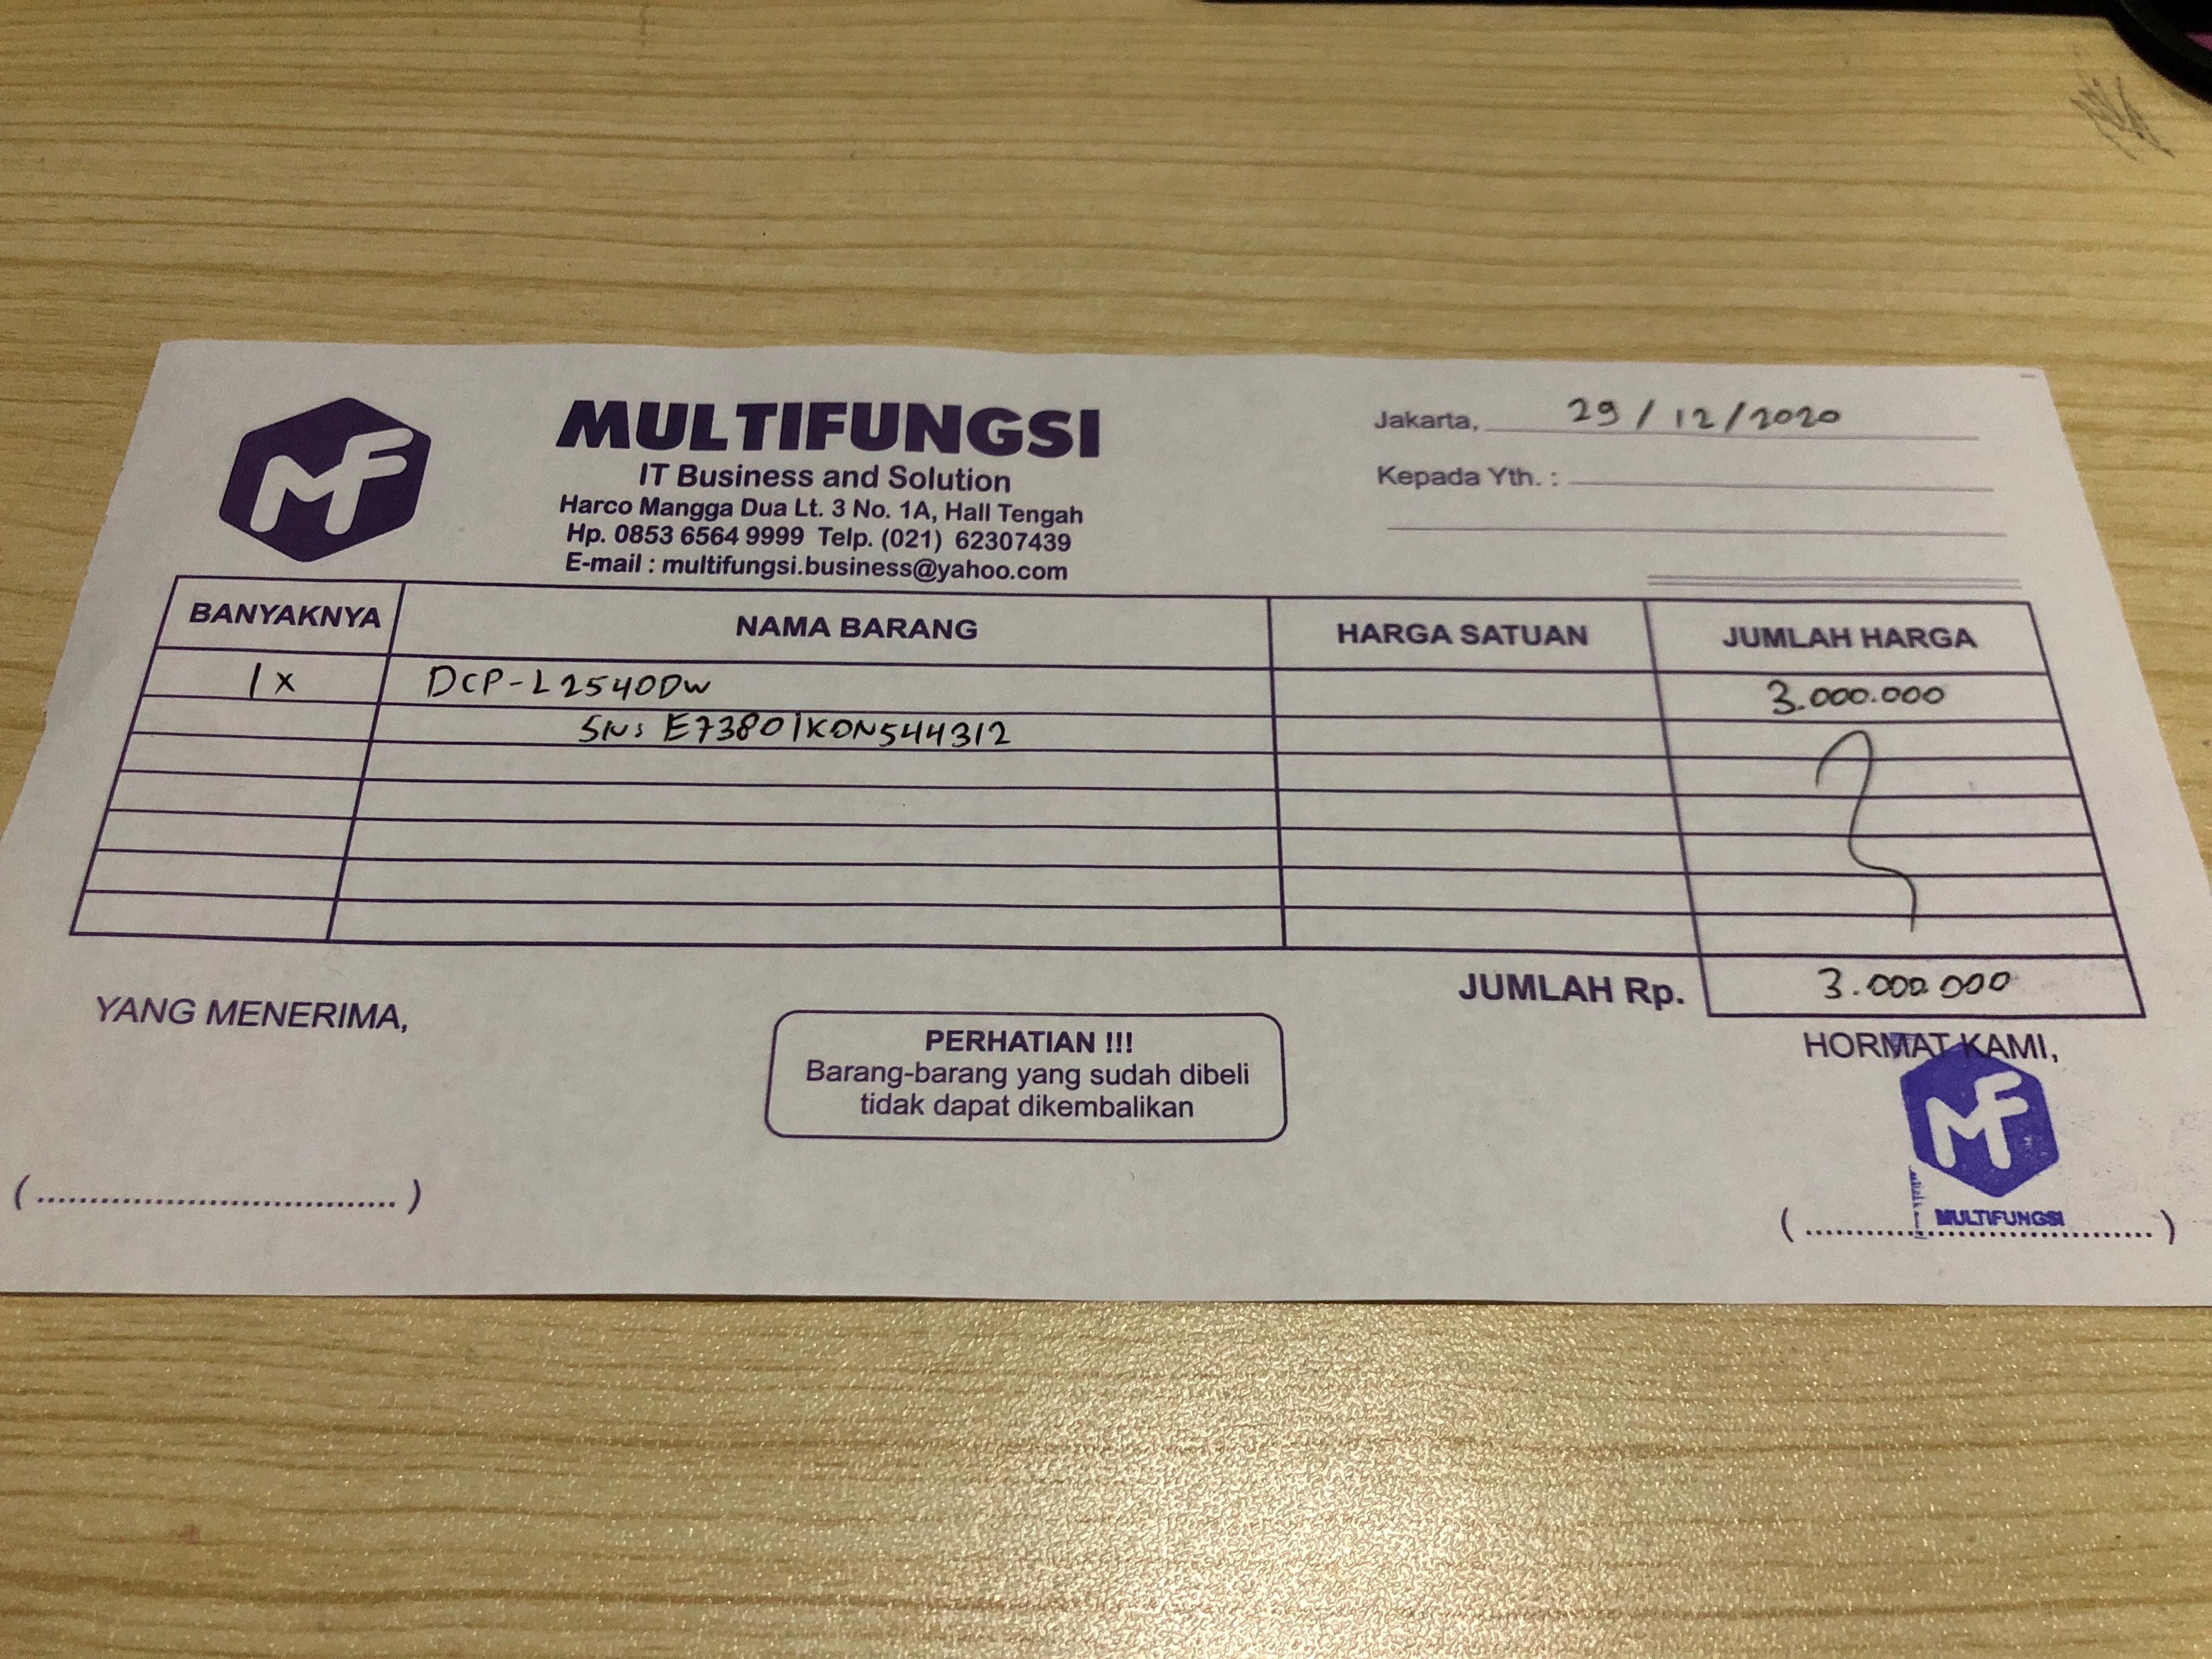 MF
MULTIFUNGSI
IT Business and Solution
Harco Mangga Dua Lt. 3 No. 1A, Hall Tengah
Hp. 0853 6564 9999 Telp. (021) 62307439
E-mail : multifungsi.business@yahoo.com
Jakarta, 29/12/2020
Kepada Yth. :
BANYAKNYA NAMA BARANG HARGA SATUAN JUMLAH HARGA
1x DCP-L2540DW 3.000.000
SN: E73801K0N544312
JUMLAH Rp. 3.000.000
YANG MENERIMA,
PERHATIAN !!!
Barang-barang yang sudah dibeli
tidak dapat dikembalikan
HORMAT KAMI,
MF
MULTIFUNGSI
(..................................)
(..................................)